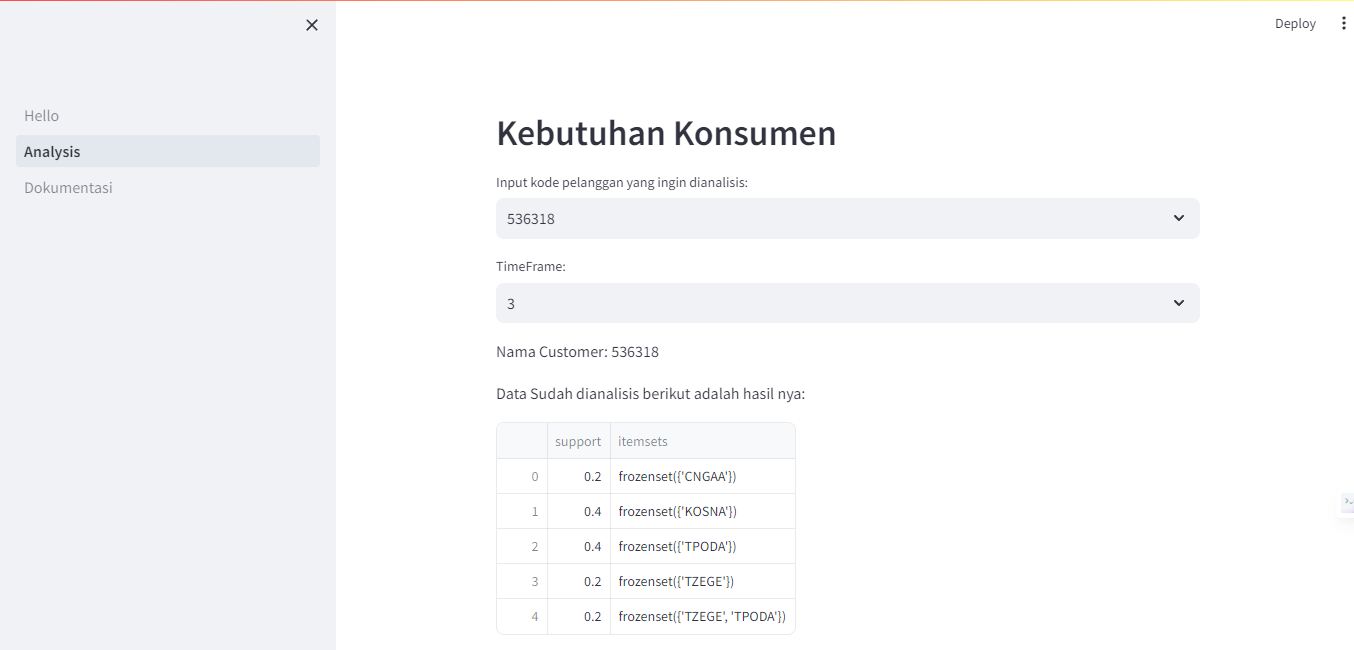 Deploy
Hello
Analysis
Dokumentasi
Kebutuhan Konsumen
Input kode pelanggan yang ingin dianalisis:
536318
TimeFrame:
3
Nama Customer: 536318
Data Sudah dianalisis berikut adalah hasil nya:
support itemsets
0 0.2 frozenset({'CNGAA'})
1 0.4 frozenset({'KOSNA'})
2 0.4 frozenset({'TPODA'})
3 0.2 frozenset({'TZEGE'})
4 0.2 frozenset({'TZEGE', 'TPODA'})